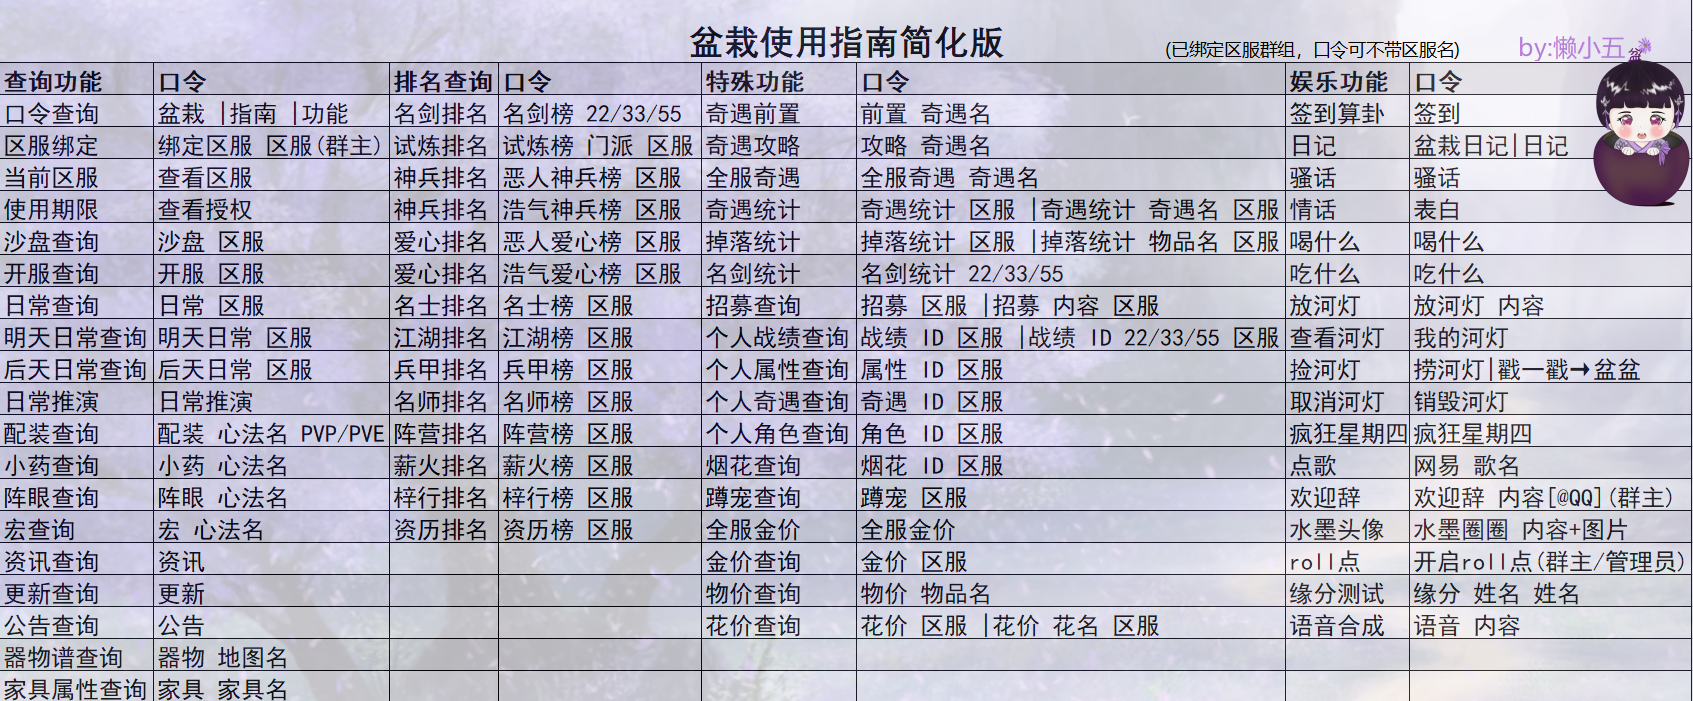 盆栽使用指南简化版
(已绑定区服群组，口令可不带区服名)
by:懒小五
盆
查询功能 口令 排名查询 口令 特殊功能 口令 娱乐功能 口令
口令查询 盆栽 |指南 |功能 名剑排名 名剑榜 22/33/55 奇遇前置 前置 奇遇名 签到算卦 签到
区服绑定 绑定区服 区服(群主) 试炼排名 试炼榜 门派 区服 奇遇攻略 攻略 奇遇名 日记 盆栽日记|日记
当前区服 查看区服 神兵排名 恶人神兵榜 区服 全服奇遇 全服奇遇 奇遇名 骚话 骚话
使用期限 查看授权 神兵排名 浩气神兵榜 区服 奇遇统计 奇遇统计 区服 |奇遇统计 奇遇名 区服 情话 表白
沙盘查询 沙盘 区服 爱心排名 恶人爱心榜 区服 掉落统计 掉落统计 区服 |掉落统计 物品名 区服 喝什么 喝什么
开服查询 开服 区服 爱心排名 浩气爱心榜 区服 名剑统计 名剑统计 22/33/55 吃什么 吃什么
日常查询 日常 区服 名士排名 名士榜 区服 招募查询 招募 区服 |招募 内容 区服 放河灯 放河灯 内容
明天日常查询 明天日常 区服 江湖排名 江湖榜 区服 个人战绩查询 战绩 ID 区服 |战绩 ID 22/33/55 区服 查看河灯 我的河灯
后天日常查询 后天日常 区服 兵甲排名 兵甲榜 区服 个人属性查询 属性 ID 区服 捡河灯 捞河灯|戳一戳→盆盆
日常推演 日常推演 名师排名 名师榜 区服 个人奇遇查询 奇遇 ID 区服 取消河灯 销毁河灯
配装查询 配装 心法名 PVP/PVE 阵营排名 阵营榜 区服 个人角色查询 角色 ID 区服 疯狂星期四 疯狂星期四
小药查询 小药 心法名 薪火排名 薪火榜 区服 烟花查询 烟花 ID 区服 点歌 网易 歌名
阵眼查询 阵眼 心法名 梓行排名 梓行榜 区服 蹲宠查询 蹲宠 区服 欢迎辞 欢迎辞 内容[@QQ](群主)
宏查询 宏 心法名 资历排名 资历榜 区服 全服金价 全服金价 水墨头像 水墨圈圈 内容+图片
资讯查询 资讯 金价查询 金价 区服 roll点 开启roll点(群主/管理员)
更新查询 更新 物价查询 物价 物品名 缘分测试 缘分 姓名 姓名
公告查询 公告 花价查询 花价 区服 |花价 花名 区服 语音合成 语音 内容
器物谱查询 器物 地图名
家具属性查询 家具 家具名